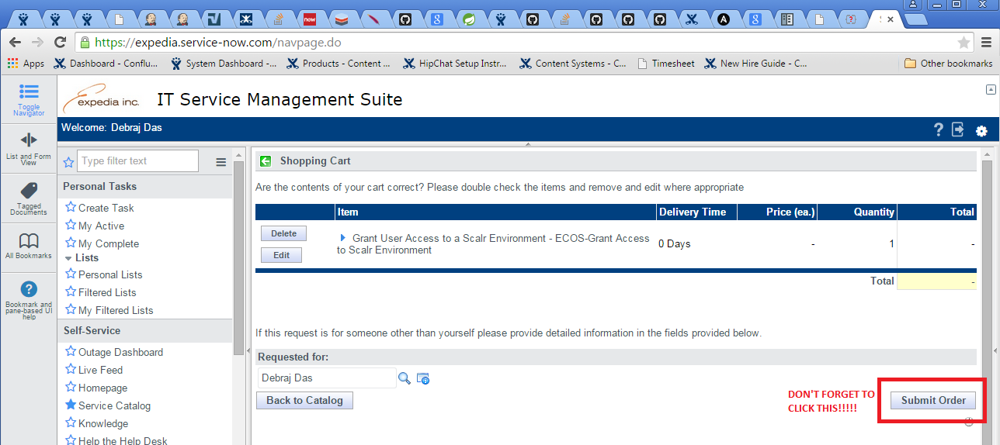 now
https://expedia.service-now.com/navpage.do
Apps
Dashboard - Conflu...
System Dashboard -...
Products - Content ...
HipChat Setup Instr...
Content Systems - C...
Timesheet
New Hire Guide - C...
Other bookmarks
Toggle
Navigator
List and Form
View
Tagged
Documents
All Bookmarks
Bookmark and
pane-based UI
help
expedia inc.
IT Service Management Suite
Welcome: Debraj Das
Type filter text
Personal Tasks
Create Task
My Active
My Complete
Lists
Personal Lists
Filtered Lists
My Filtered Lists
Self-Service
Outage Dashboard
Live Feed
Homepage
Service Catalog
Knowledge
Help the Help Desk
Shopping Cart
Are the contents of your cart correct? Please double check the items and remove and edit where appropriate
Item Delivery Time Price (ea.) Quantity Total
Delete
Edit
Grant User Access to a Scalr Environment - ECOS-Grant Access
to Scalr Environment
0 Days - 1 -
Total -
If this request is for someone other than yourself please provide detailed information in the fields provided below.
Requested for:
Debraj Das
Back to Catalog
DON'T FORGET TO
CLICK THIS!!!!!
Submit Order